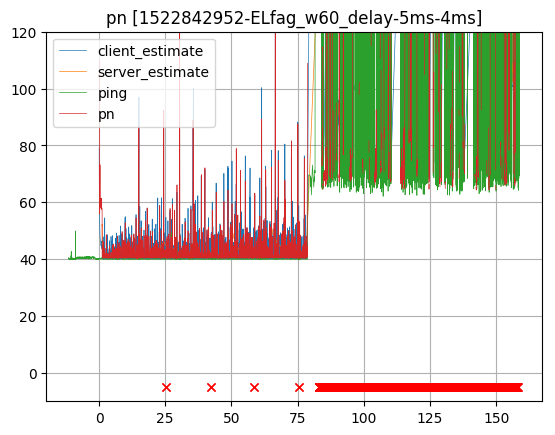 pn [1522842952-ELfag_w60_delay-5ms-4ms]
120
100
80
60
40
20
0
client_estimate
server_estimate
ping
pn
0 25 50 75 100 125 150